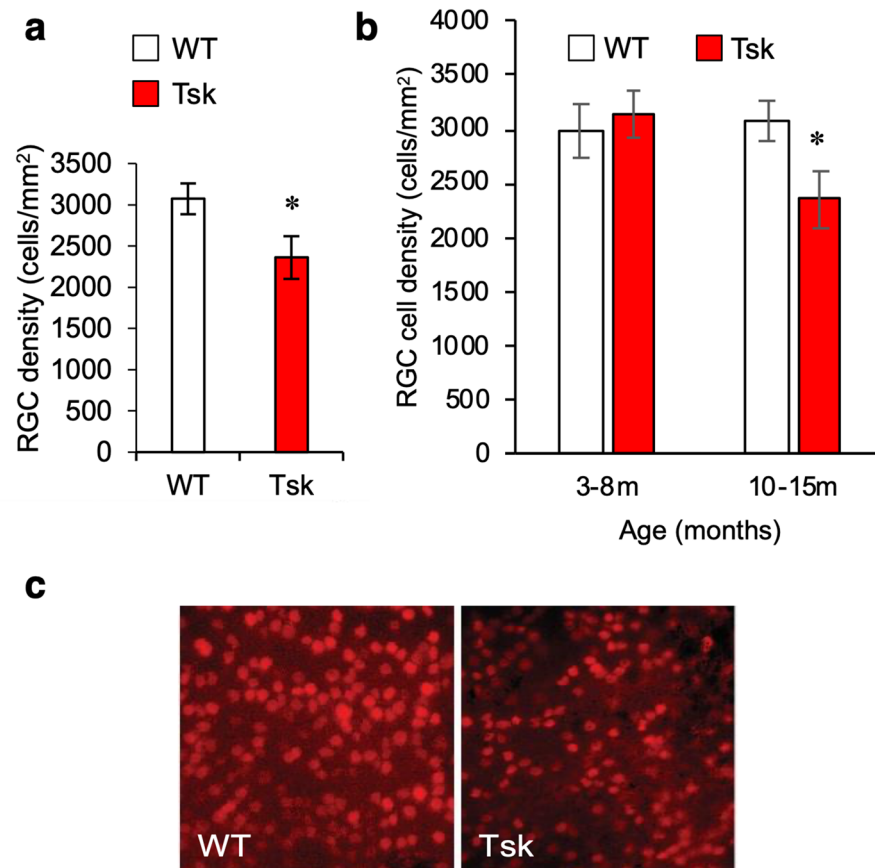 a
WT
Tsk
RGC density (cells/mm²)
3500
3000
2500
2000
1500
1000
500
0
*
WT Tsk
b
WT Tsk
RGC cell density (cells/mm²)
4000
3500
3000
2500
2000
1500
1000
500
0
*
3-8m 10-15m
Age (months)
c
WT Tsk